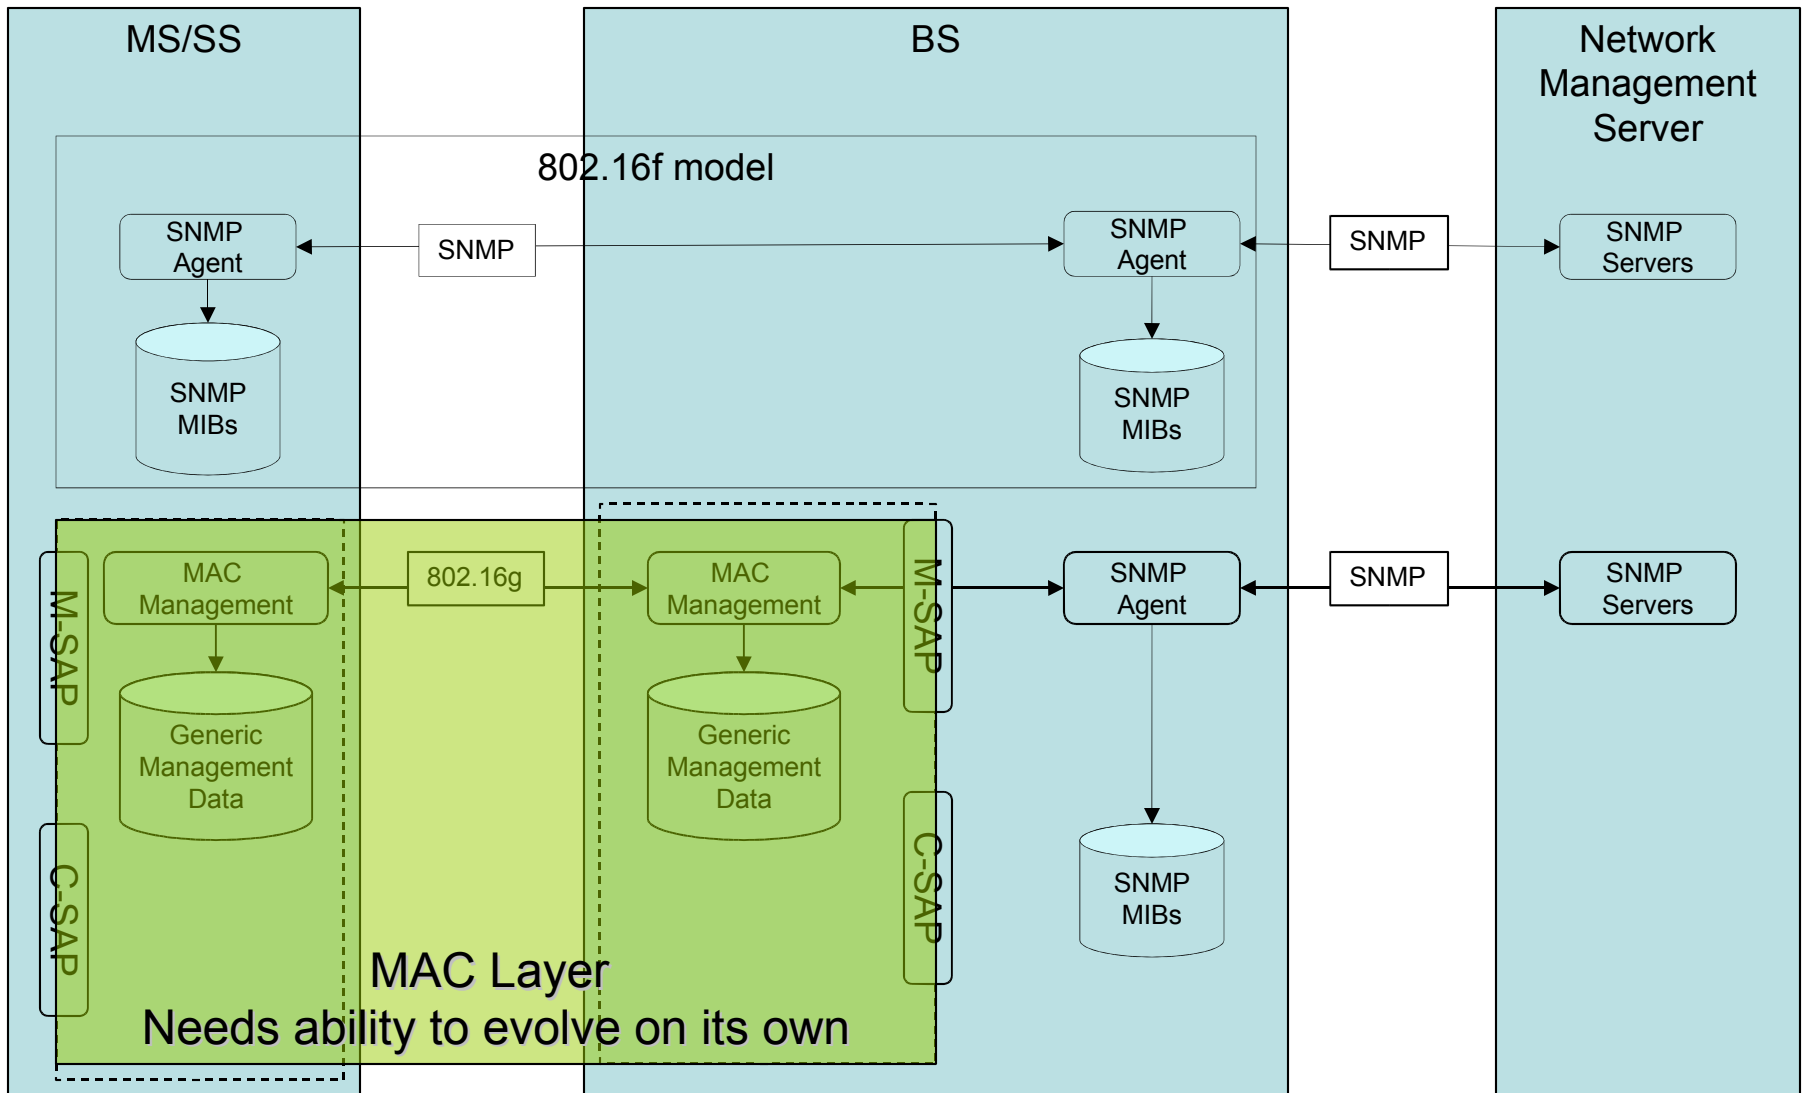 MS/SS
BS
Network
Management
Server
802.16f model
SNMP
Agent
SNMP
SNMP
Agent
SNMP
SNMP
Servers
SNMP
MIBs
SNMP
MIBs
M-SAP
MAC
Management
802.16g
MAC
Management
M-SAP
SNMP
Agent
SNMP
SNMP
Servers
Generic
Management
Data
Generic
Management
Data
C-SAP
C-SAP
SNMP
MIBs
MAC Layer
Needs ability to evolve on its own